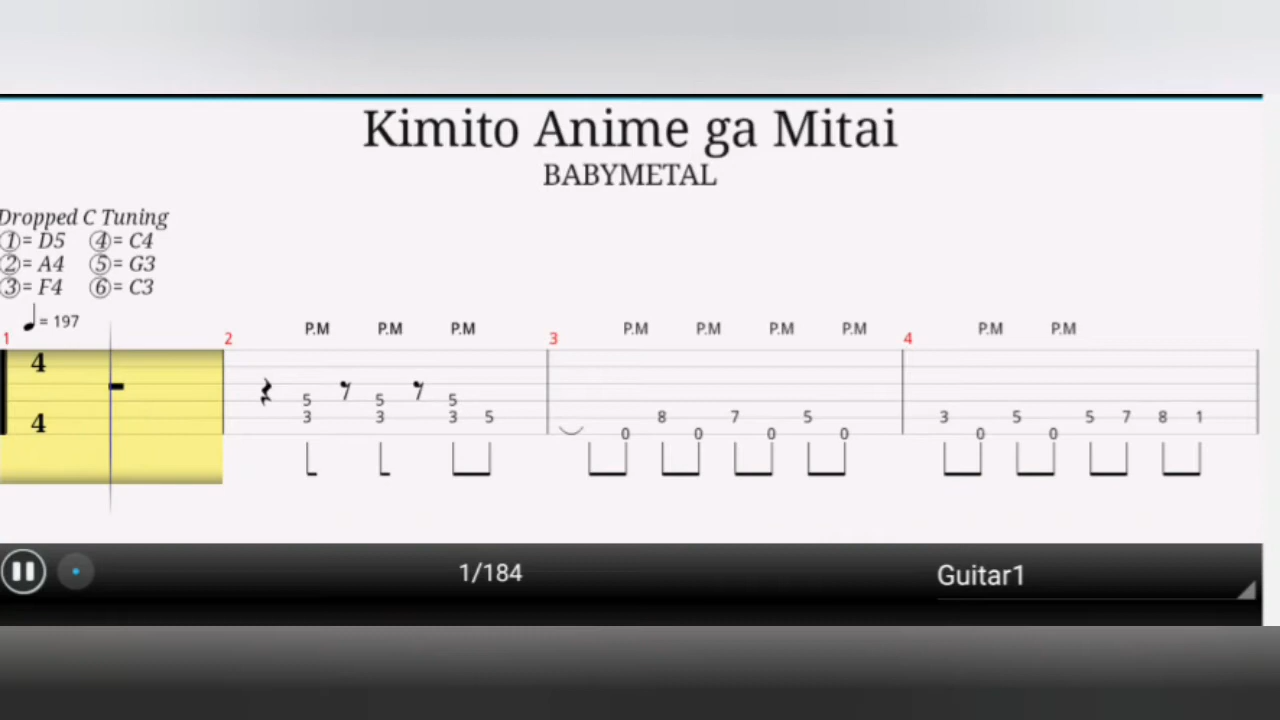 Kimito Anime ga Mitai
BABYMETAL
Dropped C Tuning
①= D5 ④= C4
②= A4 ⑤= G3
③= F4 ⑥= C3
= 197
P.M P.M P.M P.M P.M P.M P.M P.M P.M
1 2 3 4
4
4
5 5 5
3 3 3 5 8 7 5 3 5 5 7 8 1
0 0 0 0 0 0
1/184
Guitar1